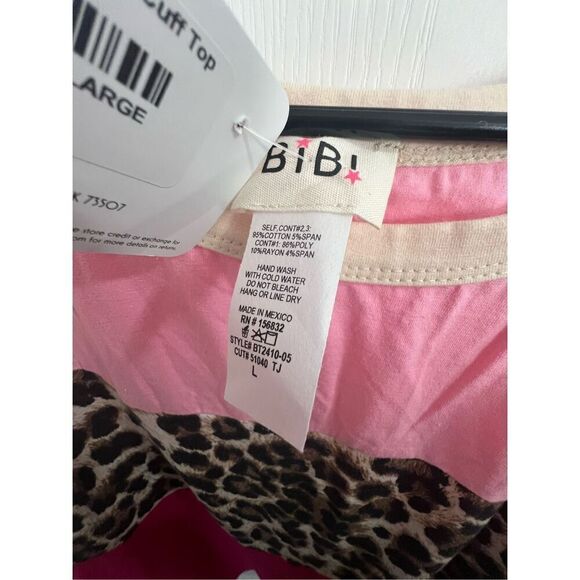 Cuff Top
LARGE
K 73507
e store credit or exchange for
om for more details on return.
BiBi
SELF,CONT#2,3:
95%COTTON 5%SPAN
CONT#1: 86%POLY
10%RAYON 4%SPAN
HAND WASH
WITH COLD WATER
DO NOT BLEACH
HANG OR LINE DRY
MADE IN MEXICO
RN # 156832
STYLE# BT2410-05
CUT# 51040 TJ
L